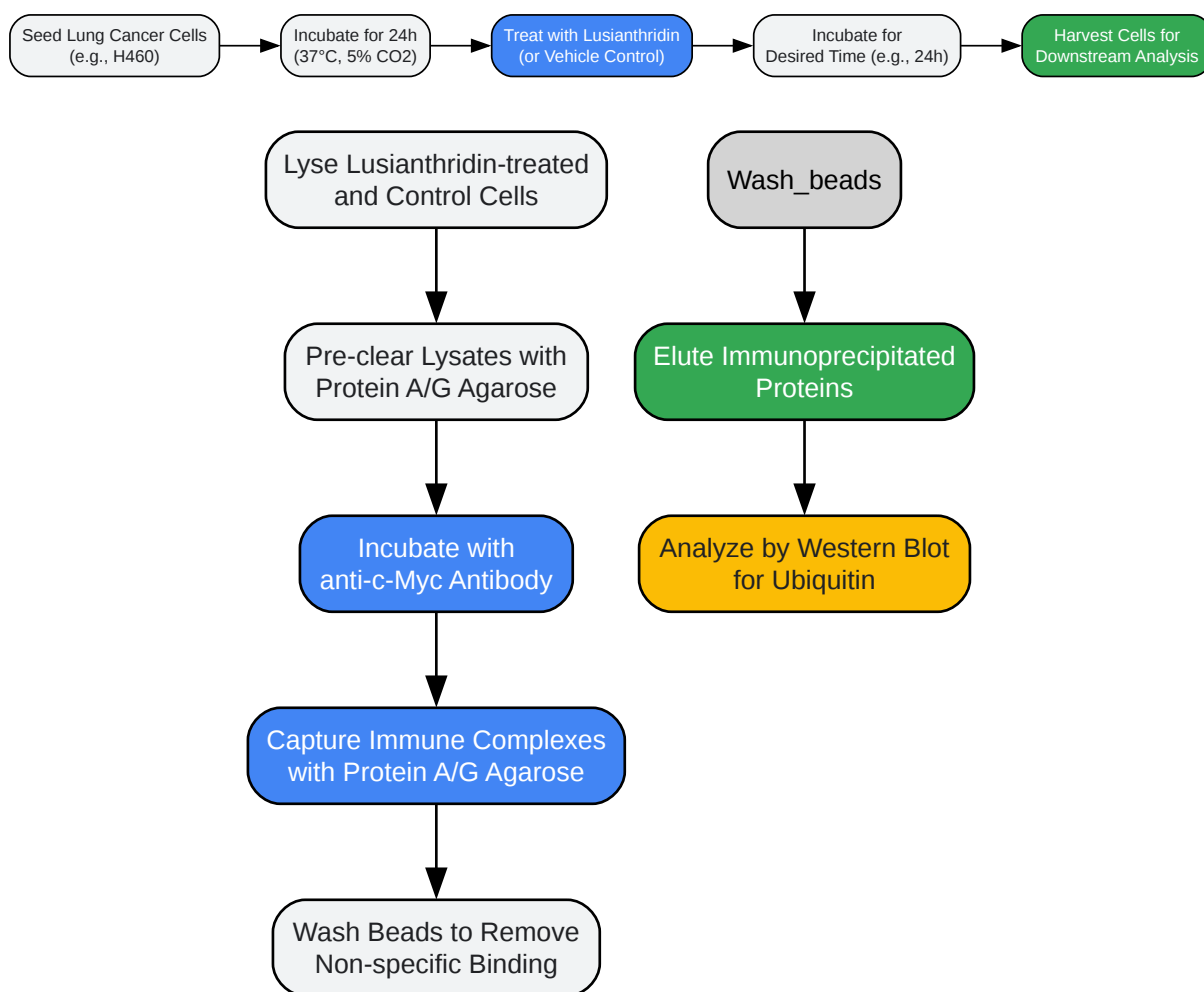 Seed Lung Cancer Cells
(e.g., H460)
Incubate for 24h
(37°C, 5% CO2)
Treat with Lusianthridin
(or Vehicle Control)
Incubate for
Desired Time (e.g., 24h)
Harvest Cells for
Downstream Analysis
Lyse Lusianthridin-treated
and Control Cells
Pre-clear Lysates with
Protein A/G Agarose
Incubate with
anti-c-Myc Antibody
Capture Immune Complexes
with Protein A/G Agarose
Wash Beads to Remove
Non-specific Binding
Wash_beads
Elute Immunoprecipitated
Proteins
Analyze by Western Blot
for Ubiquitin